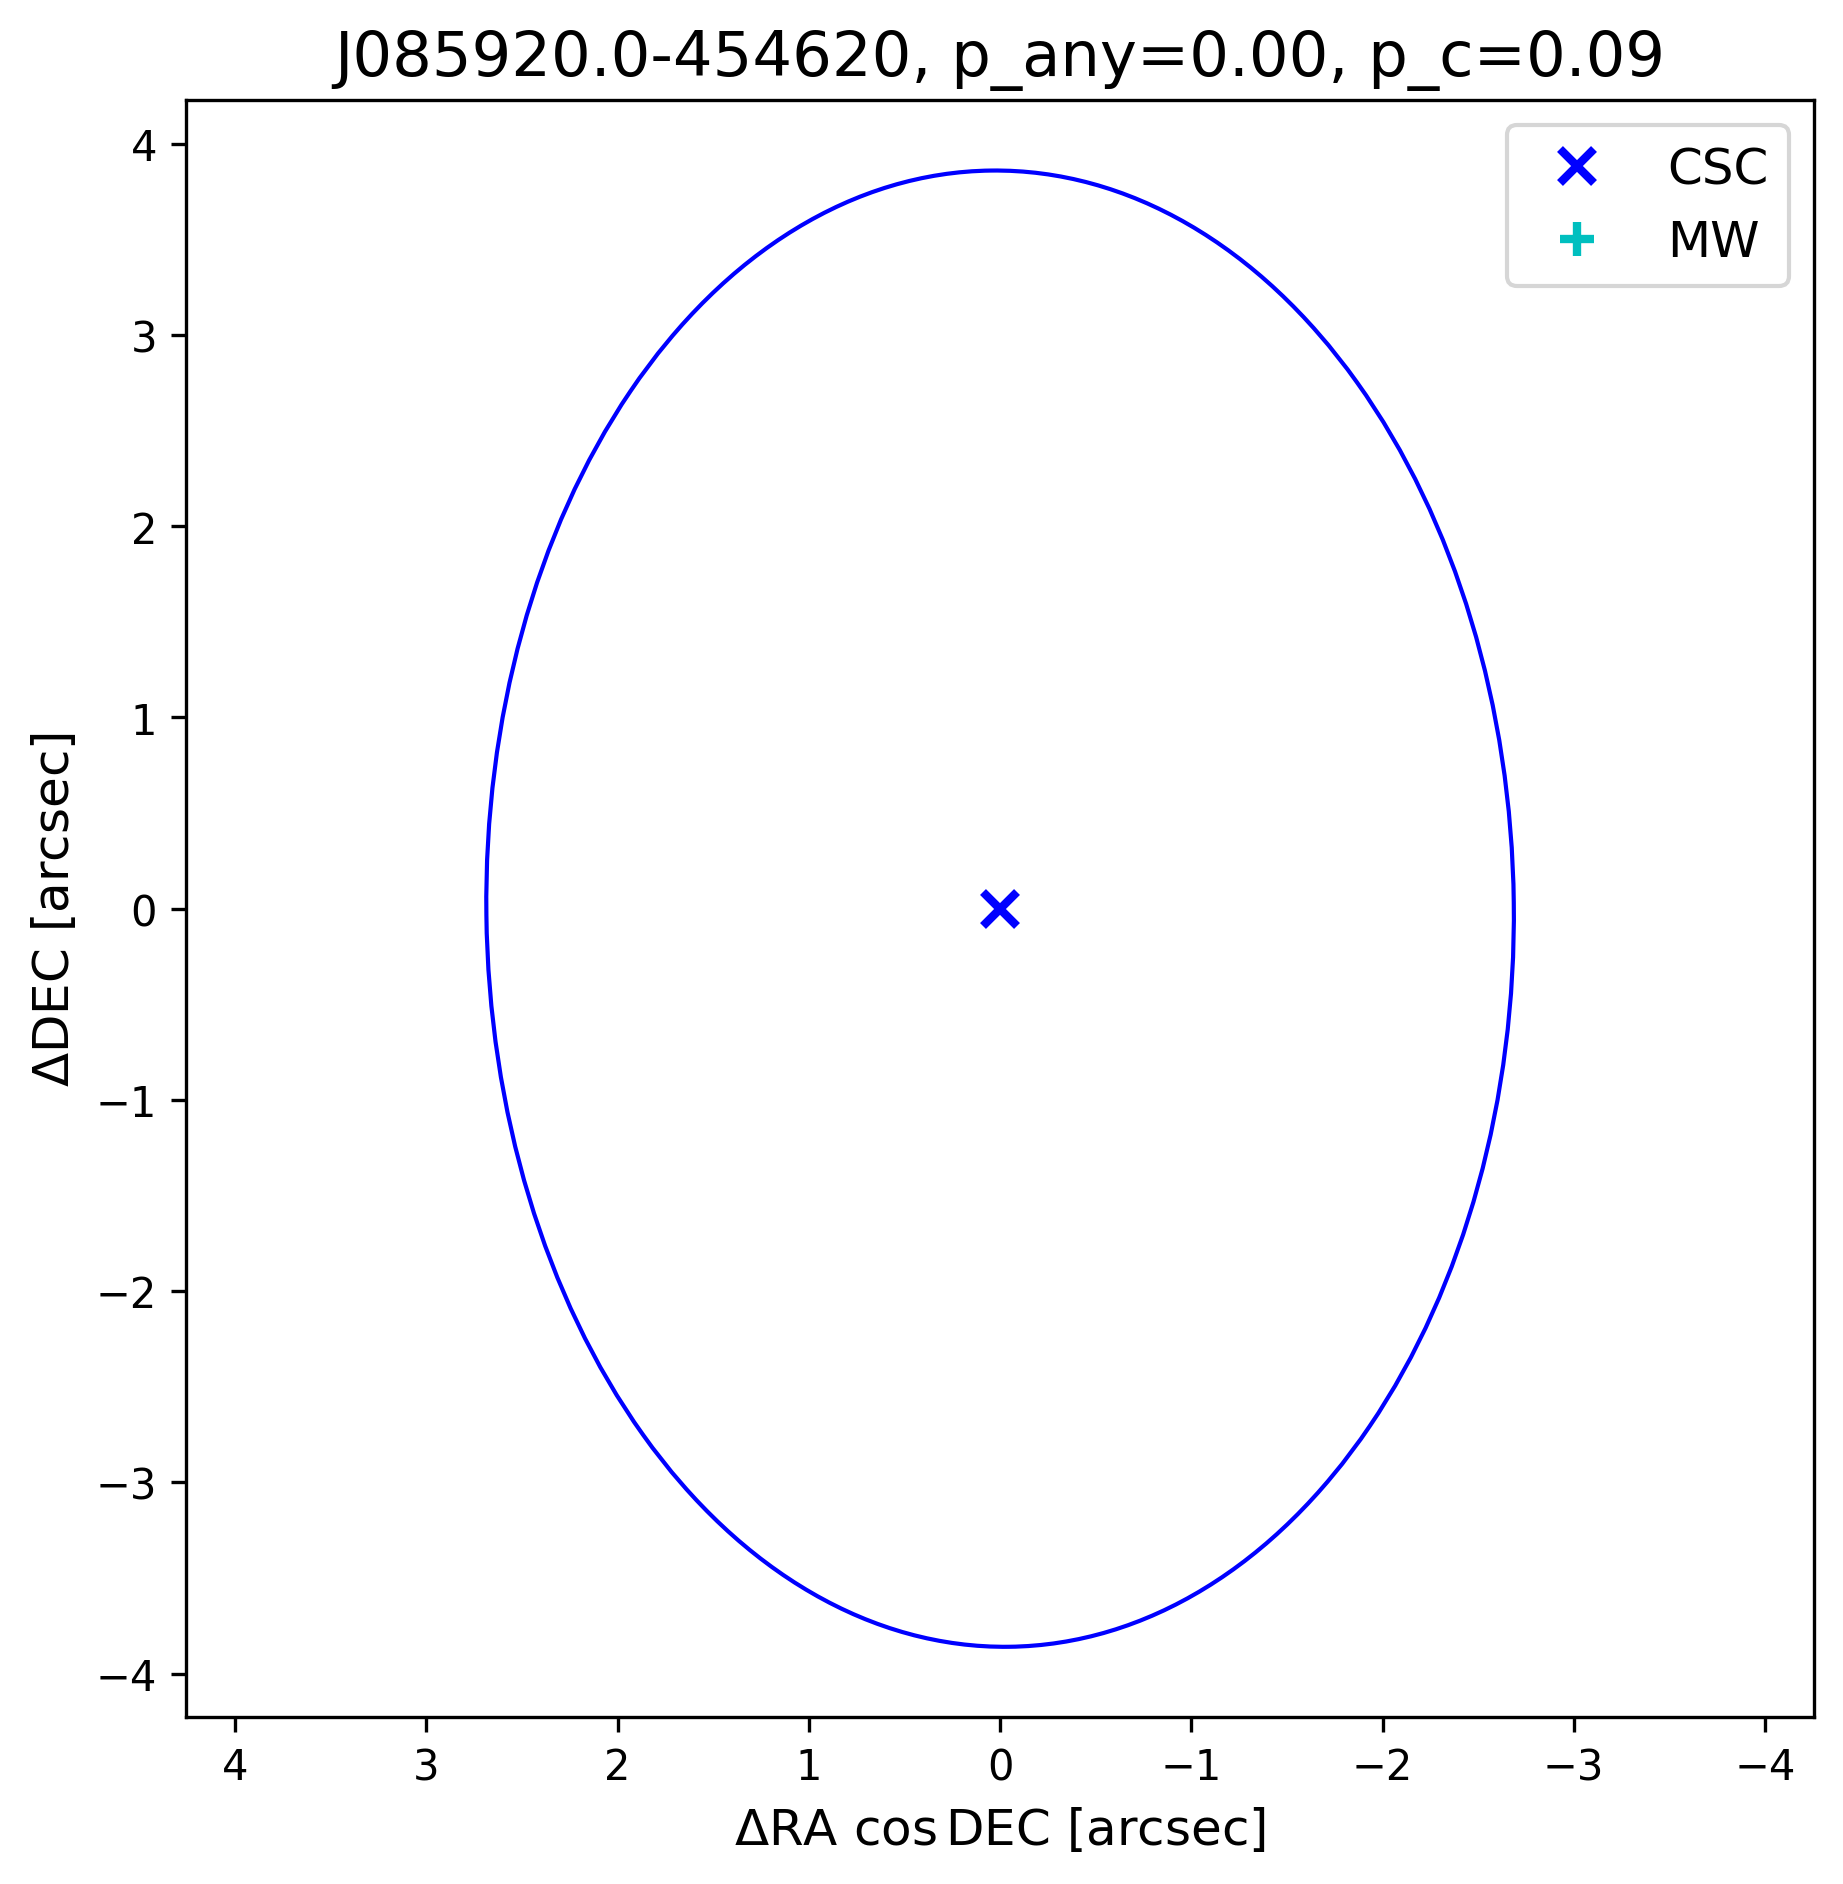 J085920.0-454620, p_any=0.00, p_c=0.09
CSC
MW
4
3
2
1
0
−1
−2
−3
−4
ΔDEC [arcsec]
4 3 2 1 0 −1 −2 −3 −4
ΔRA cos DEC [arcsec]